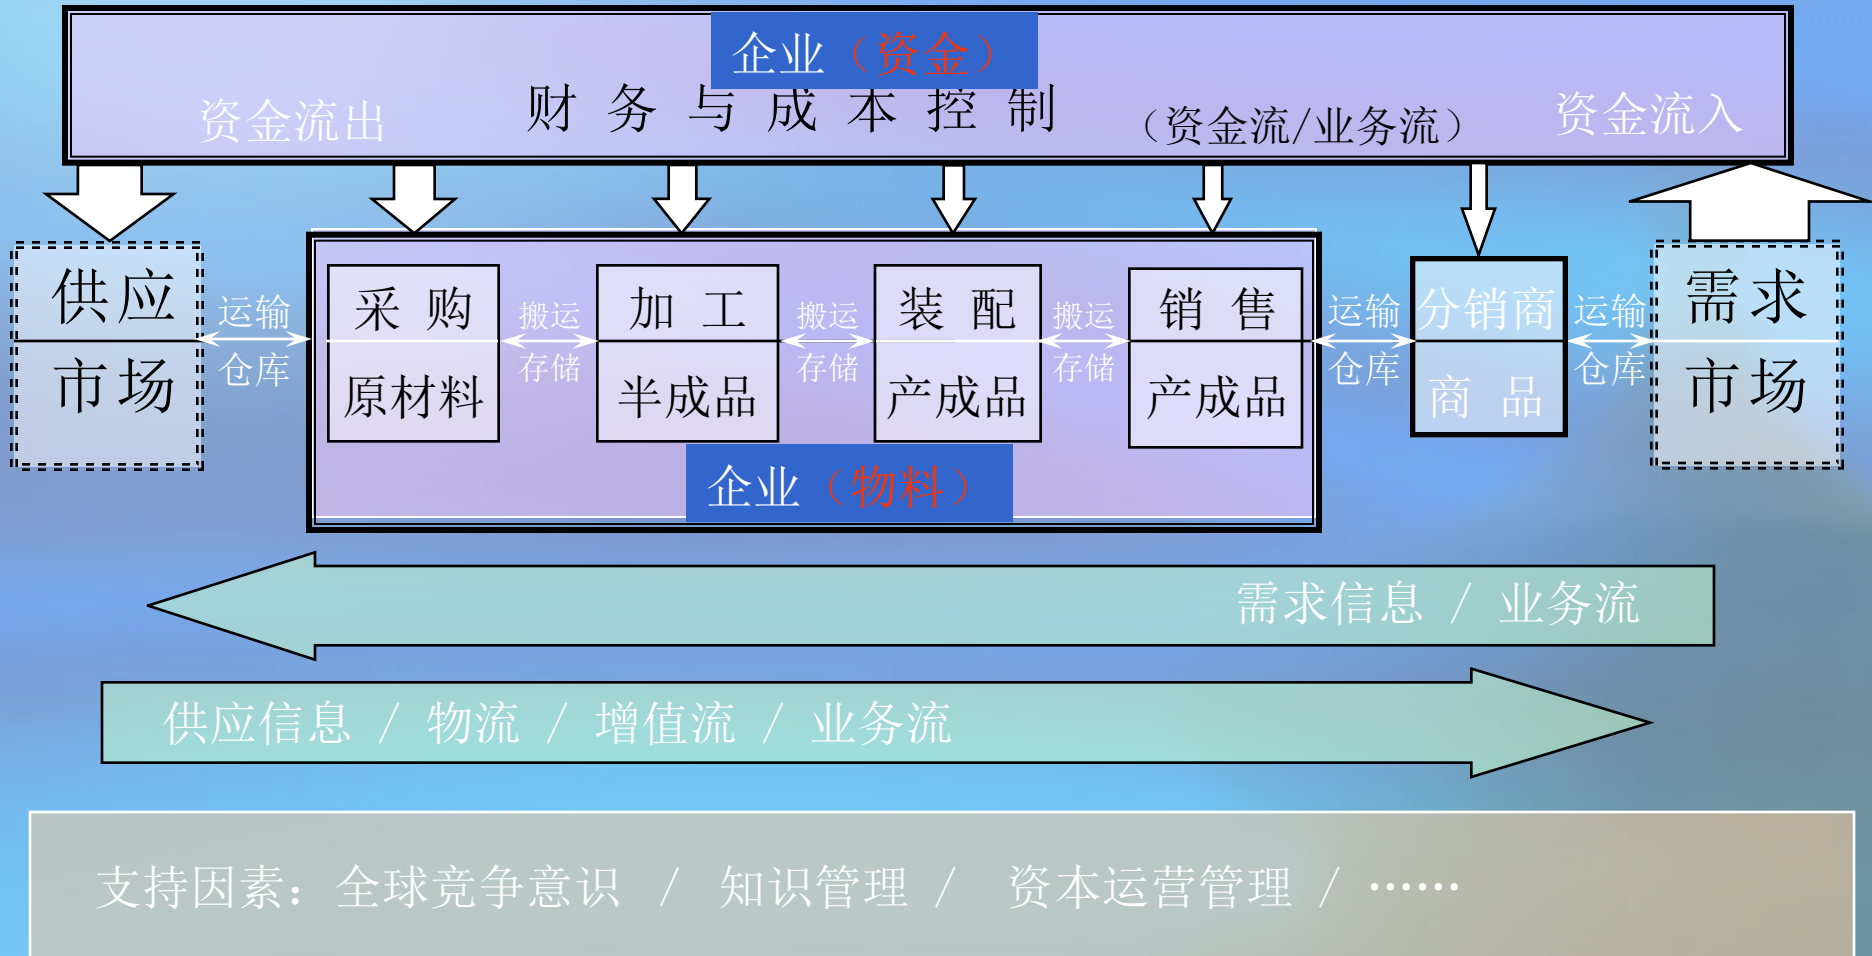 企业（资金）
资金流出
财 务 与 成 本 控 制
（资金流/业务流）
资金流入
供应
市场
运输
仓库
采 购
原材料
搬运
存储
加 工
半成品
搬运
存储
装 配
产成品
搬运
存储
销 售
产成品
运输
仓库
分销商
商 品
运输
仓库
需求
市场
企业（物料）
需求信息 / 业务流
供应信息 / 物流 / 增值流 / 业务流
支持因素：全球竞争意识 / 知识管理 / 资本运营管理 / ……